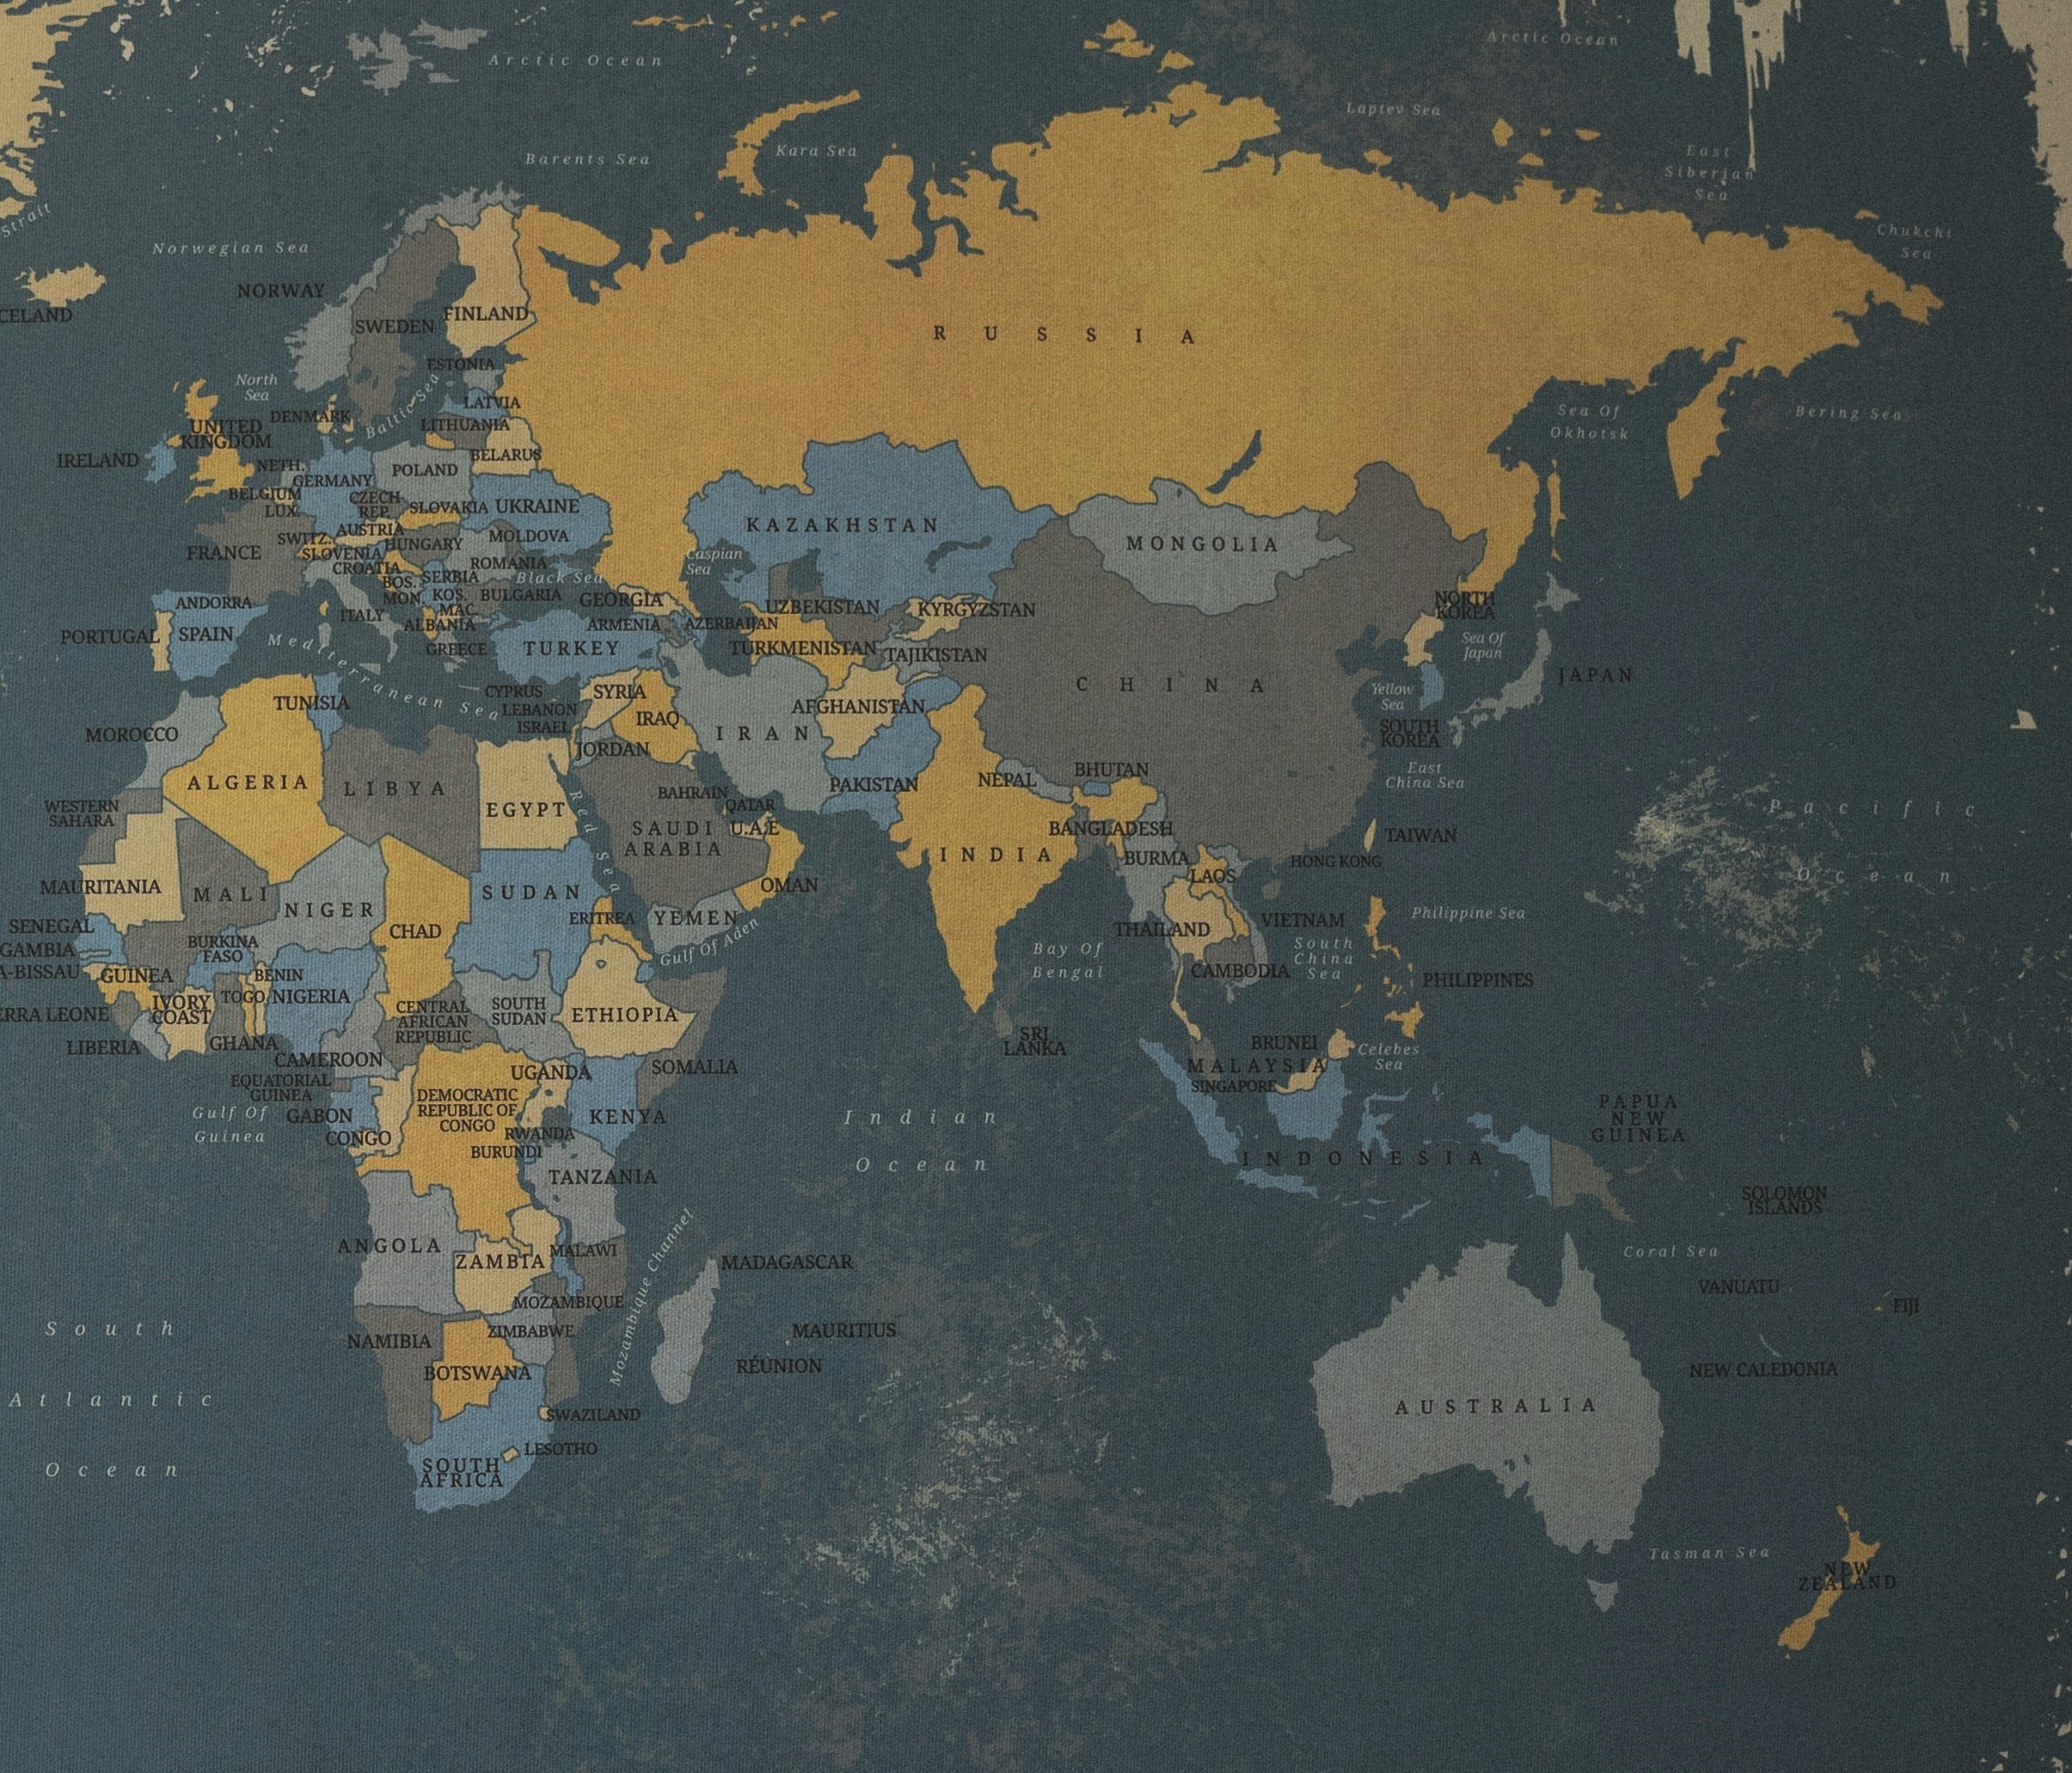 Arctic Ocean
Arctic Ocean
Laptev Sea
Barents Sea
Kara Sea
East
Siberian
Sea
Strait
Chukchi
Sea
Norwegian Sea
NORWAY
CELAND
SWEDEN
FINLAND
RUSSIA
ESTONIA
North
Sea
Baltic Sea
LATVIA
DENMARK
LITHUANIA
UNITED
KINGDOM
Sea Of
Okhotsk
Bering Sea
IRELAND
NETH.
BELARUS
POLAND
GERMANY
BELGIUM
LUX.
CZECH
REP.
SLOVAKIA
UKRAINE
AUSTRIA
KAZAKHSTAN
SWITZ.
HUNGARY
MOLDOVA
MONGOLIA
FRANCE
SLOVENIA
CROATIA
ROMANIA
Caspian
Sea
BOS.
SERBIA
Black Sea
MON.
KOS.
BULGARIA
GEORGIA
UZBEKISTAN
KYRGYZSTAN
NORTH
KOREA
ANDORRA
ITALY
MAC.
ALBANIA
ARMENIA
AZERBAIJAN
PORTUGAL
SPAIN
Mediterranean Sea
GREECE
TURKEY
TURKMENISTAN
TAJIKISTAN
Sea Of
Japan
JAPAN
CHINA
Yellow
Sea
TUNISIA
CYPRUS
LEBANON
ISRAEL
SYRIA
IRAQ
AFGHANISTAN
SOUTH
KOREA
MOROCCO
JORDAN
IRAN
ALGERIA
LIBYA
EGYPT
Red Sea
BAHRAIN
QATAR
PAKISTAN
NEPAL
BHUTAN
East
China Sea
WESTERN
SAHARA
SAUDI
ARABIA
U.A.E
Pacific
Ocean
BANGLADESH
TAIWAN
INDIA
BURMA
HONG KONG
LAOS
MAURITANIA
MALI
NIGER
SUDAN
OMAN
CHAD
ERITREA
YEMEN
Gulf Of Aden
SENEGAL
GAMBIA
A-BISSAU
THAILAND
VIETNAM
Philippine Sea
Bay Of
Bengal
South
China
Sea
BURKINA
FASO
GUINEA
BENIN
CAMBODIA
PHILIPPINES
IVORY
COAST
TOGO
NIGERIA
CENTRAL
AFRICAN
REPUBLIC
SOUTH
SUDAN
ETHIOPIA
RRA LEONE
LIBERIA
GHANA
CAMEROON
SRI
LANKA
BRUNEI
Celebes
Sea
UGANDA
SOMALIA
MALAYSIA
SINGAPORE
EQUATORIAL
GUINEA
Gulf Of
Guinea
GABON
DEMOCRATIC
REPUBLIC OF
CONGO
KENYA
Indian
Ocean
PAPUA
NEW
GUINEA
CONGO
RWANDA
BURUNDI
INDONESIA
TANZANIA
SOLOMON
ISLANDS
ANGOLA
ZAMBIA
MALAWI
Mozambique Channel
MADAGASCAR
Coral Sea
VANUATU
MOZAMBIQUE
FIJI
South
Atlantic
Ocean
NAMIBIA
ZIMBABWE
MAURITIUS
BOTSWANA
RÉUNION
NEW CALEDONIA
SWAZILAND
AUSTRALIA
LESOTHO
SOUTH
AFRICA
Tasman Sea
NEW
ZEALAND